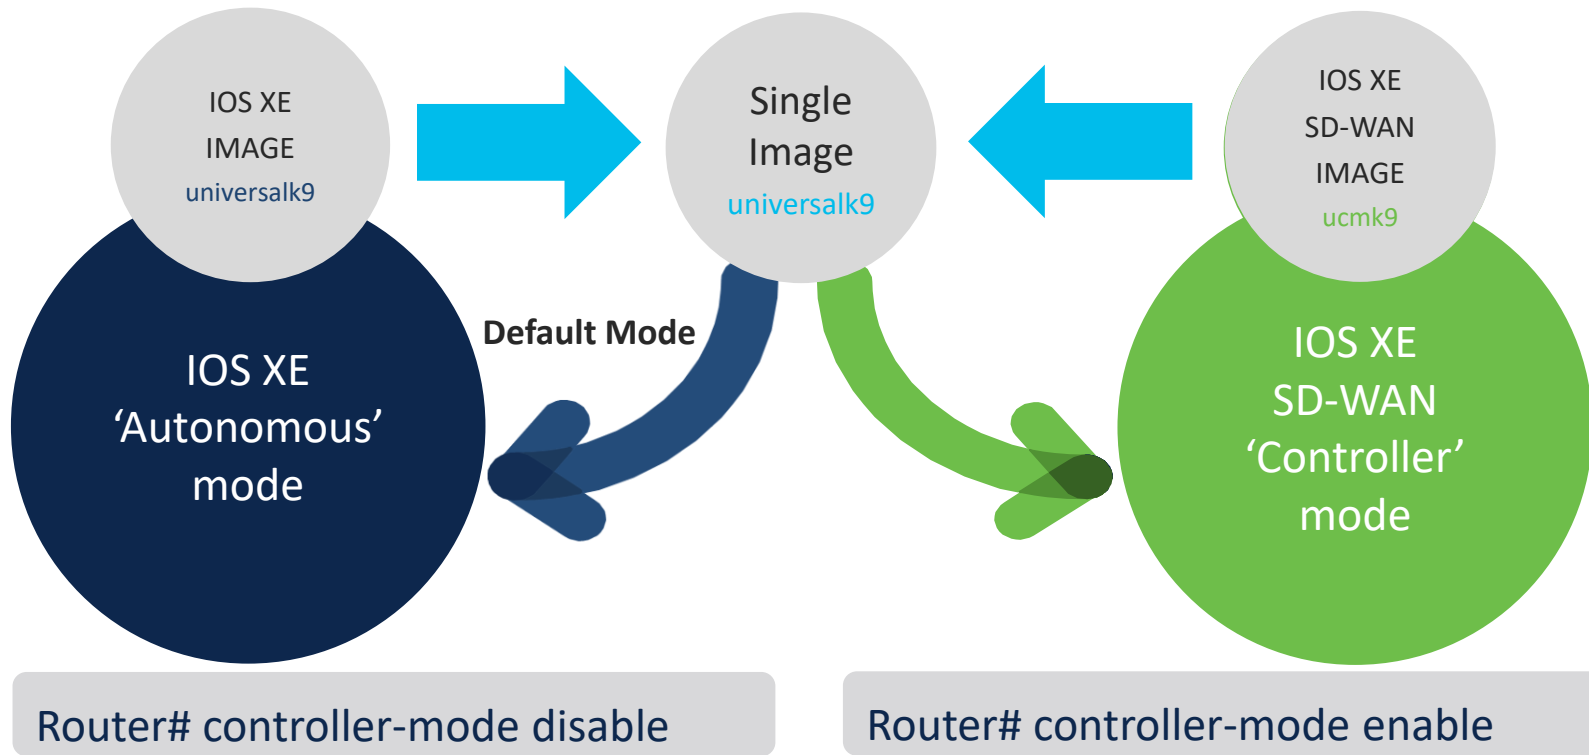 IOS XE
IMAGE
universalk9
Single
Image
universalk9
IOS XE
SD-WAN
IMAGE
ucmk9
Default Mode
IOS XE
‘Autonomous’
mode
IOS XE
SD-WAN
‘Controller’
mode
Router# controller-mode disable
Router# controller-mode enable